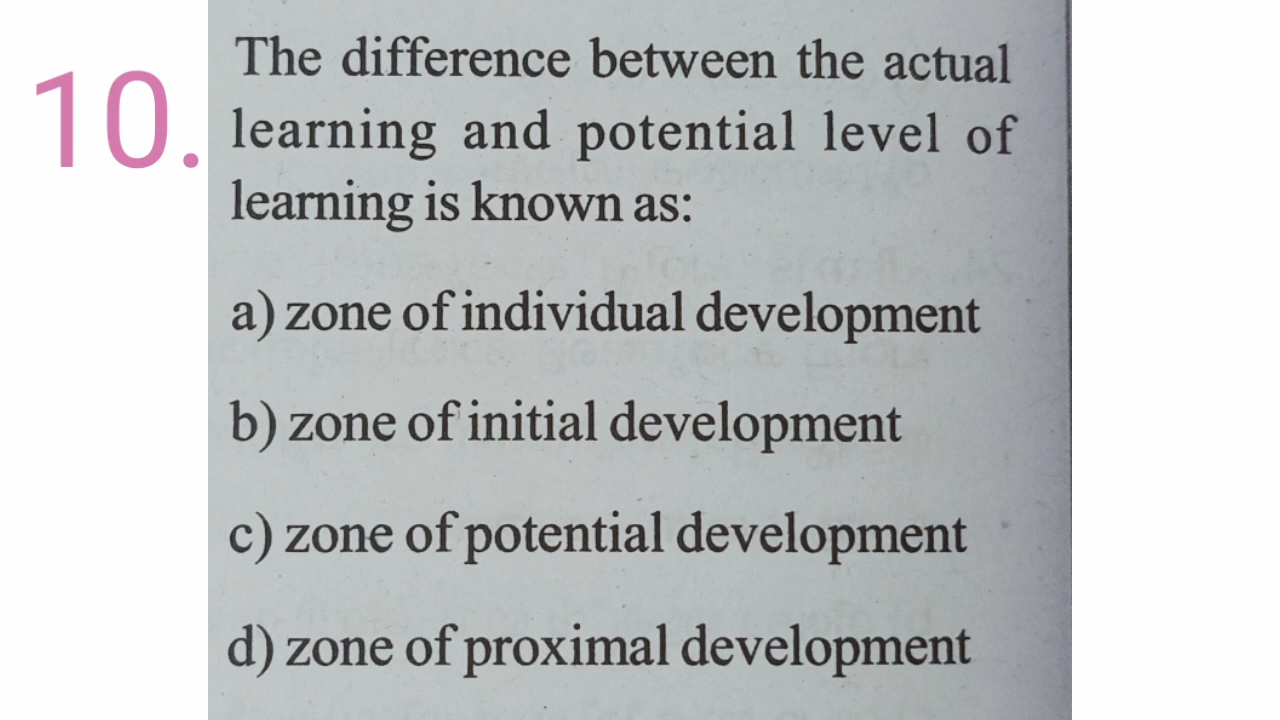 10.
The difference between the actual
learning and potential level of
learning is known as:
a) zone of individual development
b) zone of initial development
c) zone of potential development
d) zone of proximal development